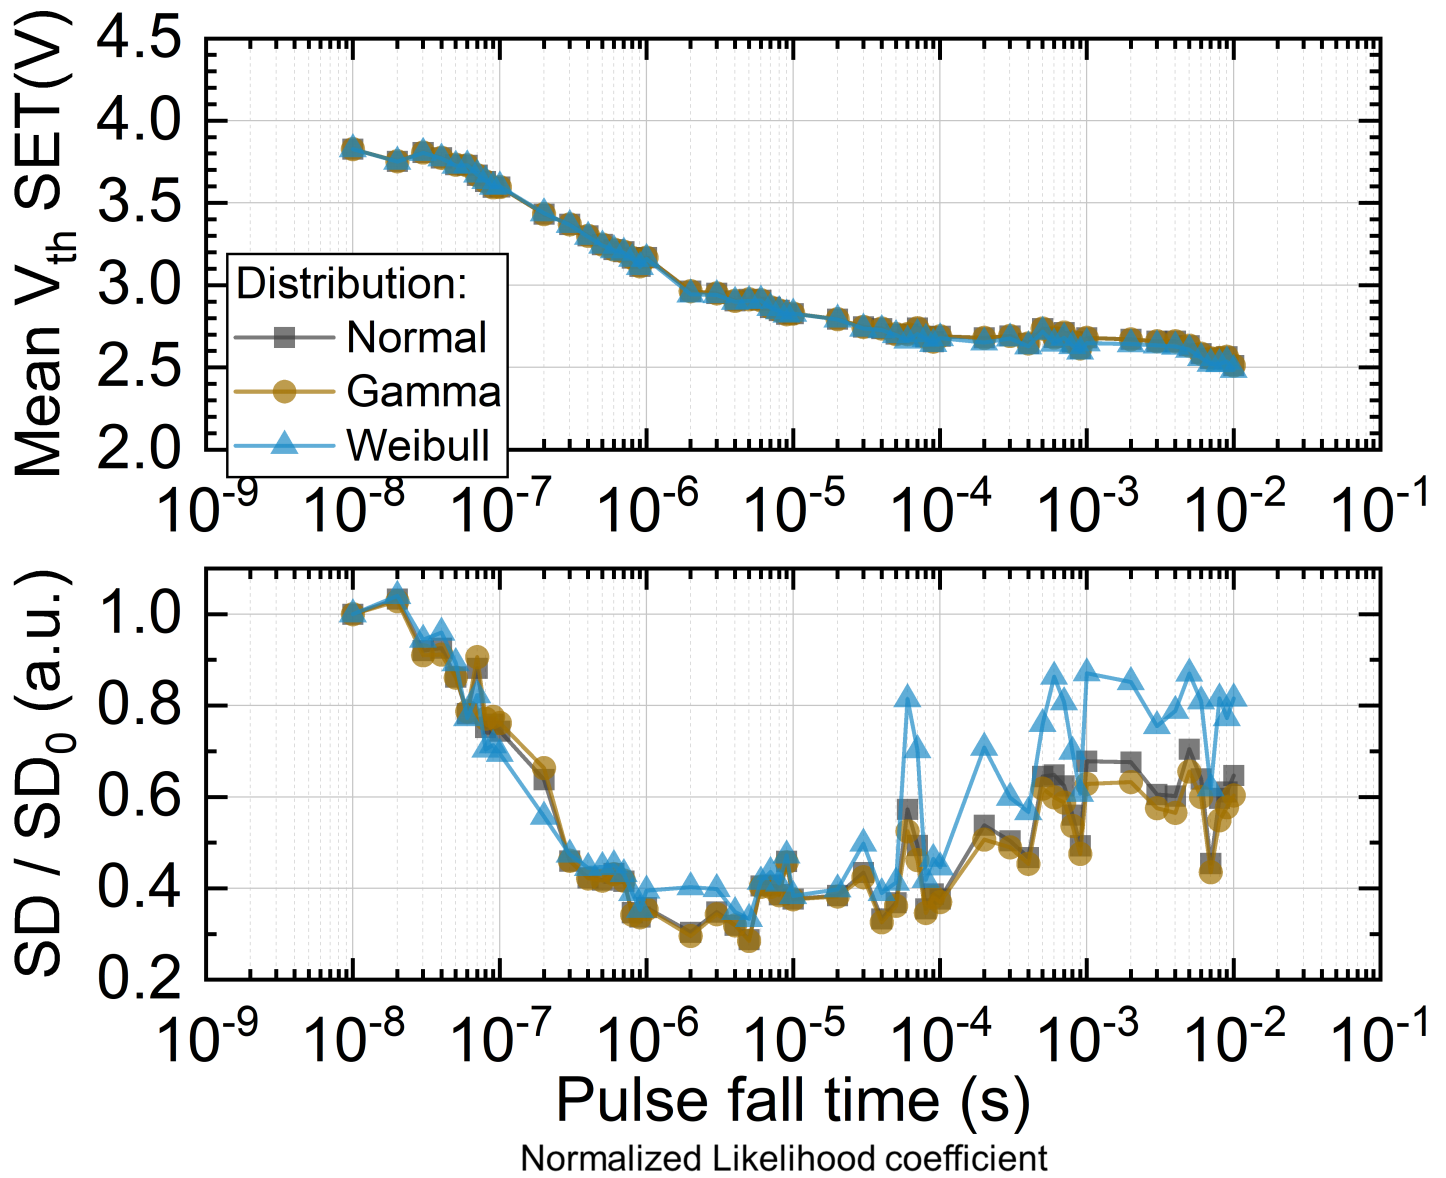 Mean Vth SET(V)
4.5
4.0
3.5
3.0
2.5
2.0
Distribution:
Normal
Gamma
Weibull
10-9 10-8 10-7 10-6 10-5 10-4 10-3 10-2 10-1
SD / SD0 (a.u.)
1.0
0.8
0.6
0.4
0.2
10-9 10-8 10-7 10-6 10-5 10-4 10-3 10-2 10-1
Pulse fall time (s)
Normalized Likelihood coefficient